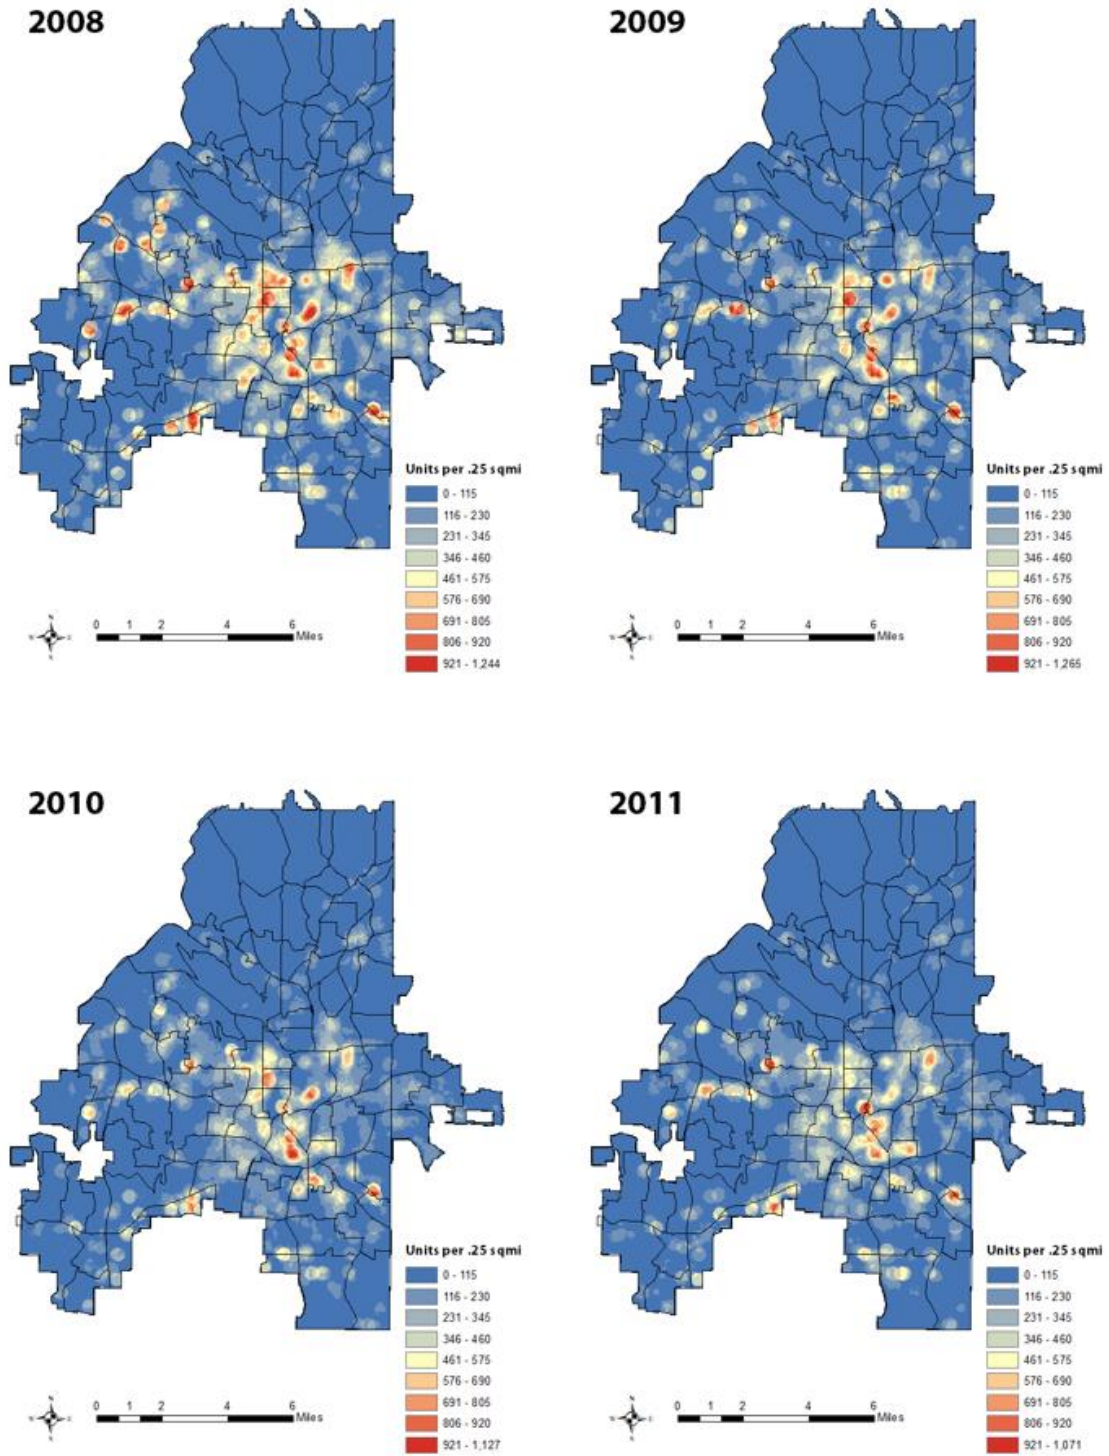 2008
2009
Units per .25 sqmi
0 - 115
116 - 230
231 - 345
346 - 460
461 - 575
576 - 690
691 - 805
806 - 920
921 - 1,244
N
W
E
S
0 1 2 4 6
Miles
Units per .25 sqmi
0 - 115
116 - 230
231 - 345
346 - 460
461 - 575
576 - 690
691 - 805
806 - 920
921 - 1,265
N
W
E
S
0 1 2 4 6
Miles
2010
2011
Units per .25 sqmi
0 - 115
116 - 230
231 - 345
346 - 460
461 - 575
576 - 690
691 - 805
806 - 920
921 - 1,127
N
W
E
S
0 1 2 4 6
Miles
Units per .25 sqmi
0 - 115
116 - 230
231 - 345
346 - 460
461 - 575
576 - 690
691 - 805
806 - 920
921 - 1,071
N
W
E
S
0 1 2 4 6
Miles